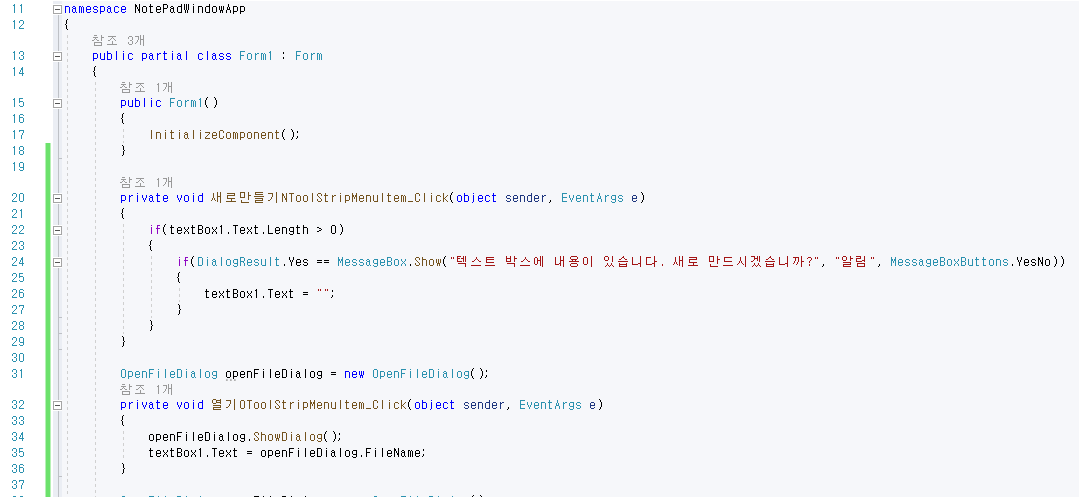 11 namespace NotePadWindowApp
12 {
참조 3개
13 public partial class Form1 : Form
14 {
참조 1개
15 public Form1()
16 {
17 InitializeComponent();
18 }
19
참조 1개
20 private void 새로만들기NToolStripMenuItem_Click(object sender, EventArgs e)
21 {
22 if(textBox1.Text.Length > 0)
23 {
24 if(DialogResult.Yes == MessageBox.Show("텍스트 박스에 내용이 있습니다. 새로 만드시겠습니까?", "알림", MessageBoxButtons.YesNo))
25 {
26 textBox1.Text = "";
27 }
28 }
29 }
30
31 OpenFileDialog openFileDialog = new OpenFileDialog();
참조 1개
32 private void 열기OToolStripMenuItem_Click(object sender, EventArgs e)
33 {
34 openFileDialog.ShowDialog();
35 textBox1.Text = openFileDialog.FileName;
36 }
37